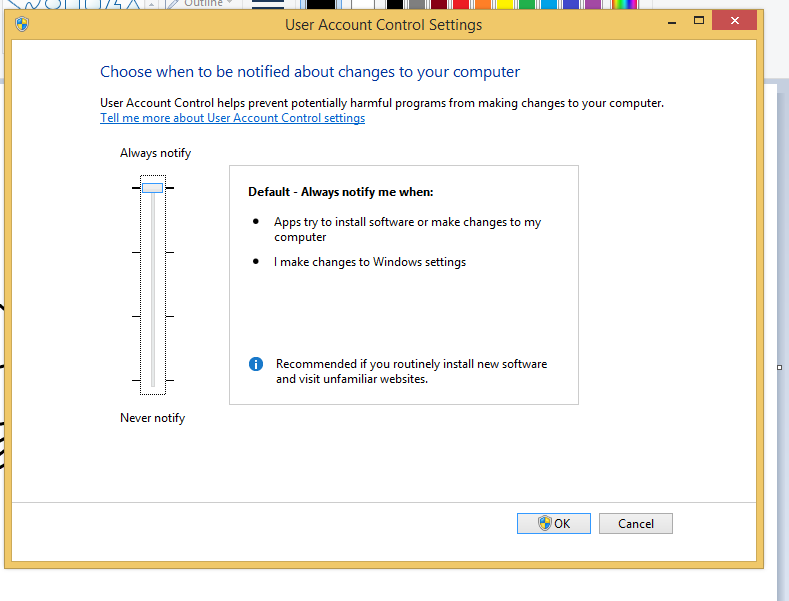 Outline
User Account Control Settings
Choose when to be notified about changes to your computer
User Account Control helps prevent potentially harmful programs from making changes to your computer.
Tell me more about User Account Control settings
Always notify
Default - Always notify me when:
Apps try to install software or make changes to my
computer
I make changes to Windows settings
Recommended if you routinely install new software
and visit unfamiliar websites.
Never notify
OK
Cancel